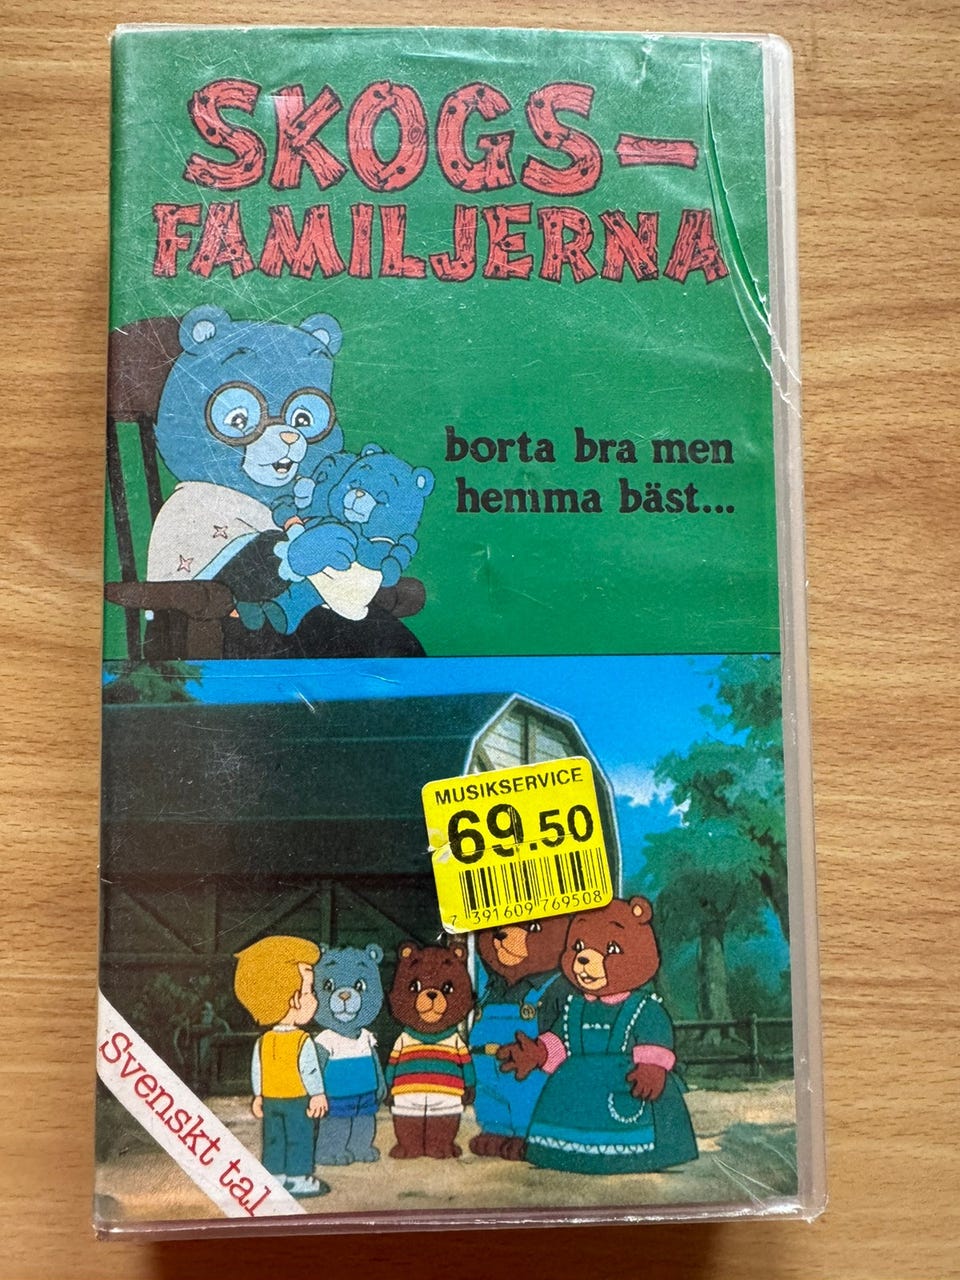 SKOGS-
FAMILJERNA
borta bra men
hemma bäst...
MUSIKSERVICE
69.50
7 391609 769508
Svenskt tal